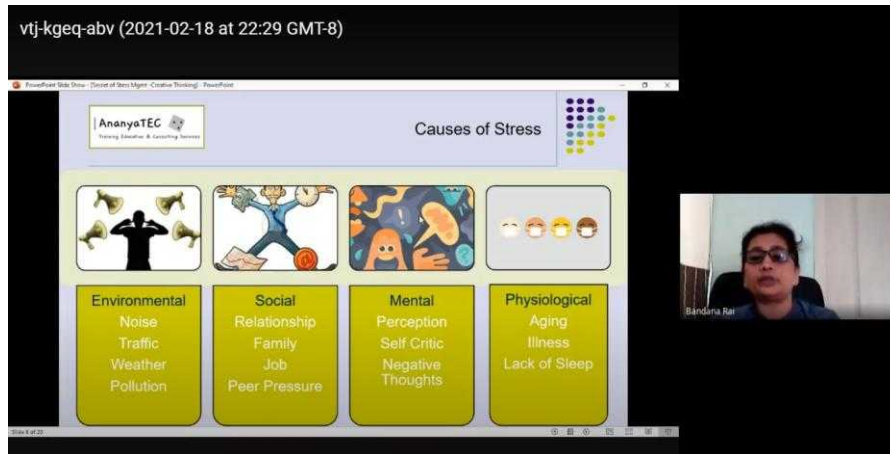 vtj-kgeq-abv (2021-02-18 at 22:29 GMT-8)
PowerPoint Slide Show - [Secret of Stess Mgmt -Creative Thinking] - PowerPoint
AnanyaTEC
Training Education & Consulting Services
Causes of Stress
Environmental
Noise
Traffic
Weather
Pollution
Social
Relationship
Family
Job
Peer Pressure
Mental
Perception
Self Critic
Negative
Thoughts
Physiological
Aging
Illness
Lack of Sleep
Bandana Rai